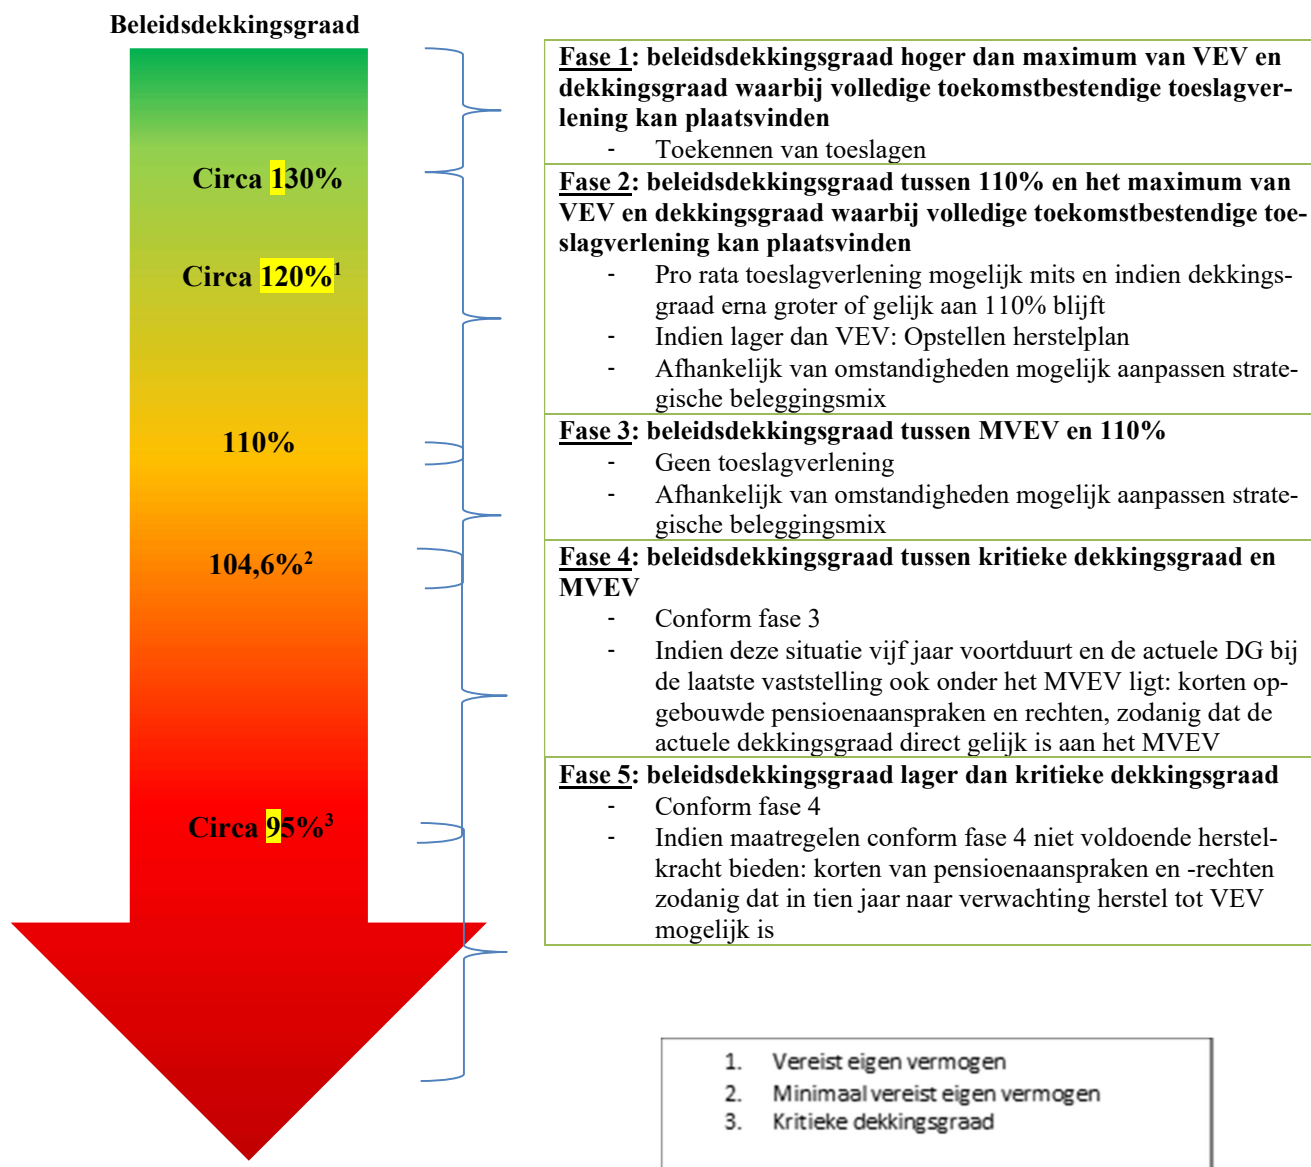 Beleidsdekkingsgraad
Circa 130%
Circa 120%1
110%
104,6%2
Circa 95%3
Fase 1: beleidsdekkingsgraad hoger dan maximum van VEV en
dekkingsgraad waarbij volledige toekomstbestendige toeslagver-
lening kan plaatsvinden
- Toekennen van toeslagen
Fase 2: beleidsdekkingsgraad tussen 110% en het maximum van
VEV en dekkingsgraad waarbij volledige toekomstbestendige toe-
slagverlening kan plaatsvinden
- Pro rata toeslagverlening mogelijk mits en indien dekkings-
graad erna groter of gelijk aan 110% blijft
- Indien lager dan VEV: Opstellen herstelplan
- Afhankelijk van omstandigheden mogelijk aanpassen strate-
gische beleggingsmix
Fase 3: beleidsdekkingsgraad tussen MVEV en 110%
- Geen toeslagverlening
- Afhankelijk van omstandigheden mogelijk aanpassen strate-
gische beleggingsmix
Fase 4: beleidsdekkingsgraad tussen kritieke dekkingsgraad en
MVEV
- Conform fase 3
- Indien deze situatie vijf jaar voortduurt en de actuele DG bij
de laatste vaststelling ook onder het MVEV ligt: korten op-
gebouwde pensioenaanspraken en rechten, zodanig dat de
actuele dekkingsgraad direct gelijk is aan het MVEV
Fase 5: beleidsdekkingsgraad lager dan kritieke dekkingsgraad
- Conform fase 4
- Indien maatregelen conform fase 4 niet voldoende herstel-
kracht bieden: korten van pensioenaanspraken en -rechten
zodanig dat in tien jaar naar verwachting herstel tot VEV
mogelijk is
1. Vereist eigen vermogen
2. Minimaal vereist eigen vermogen
3. Kritieke dekkingsgraad